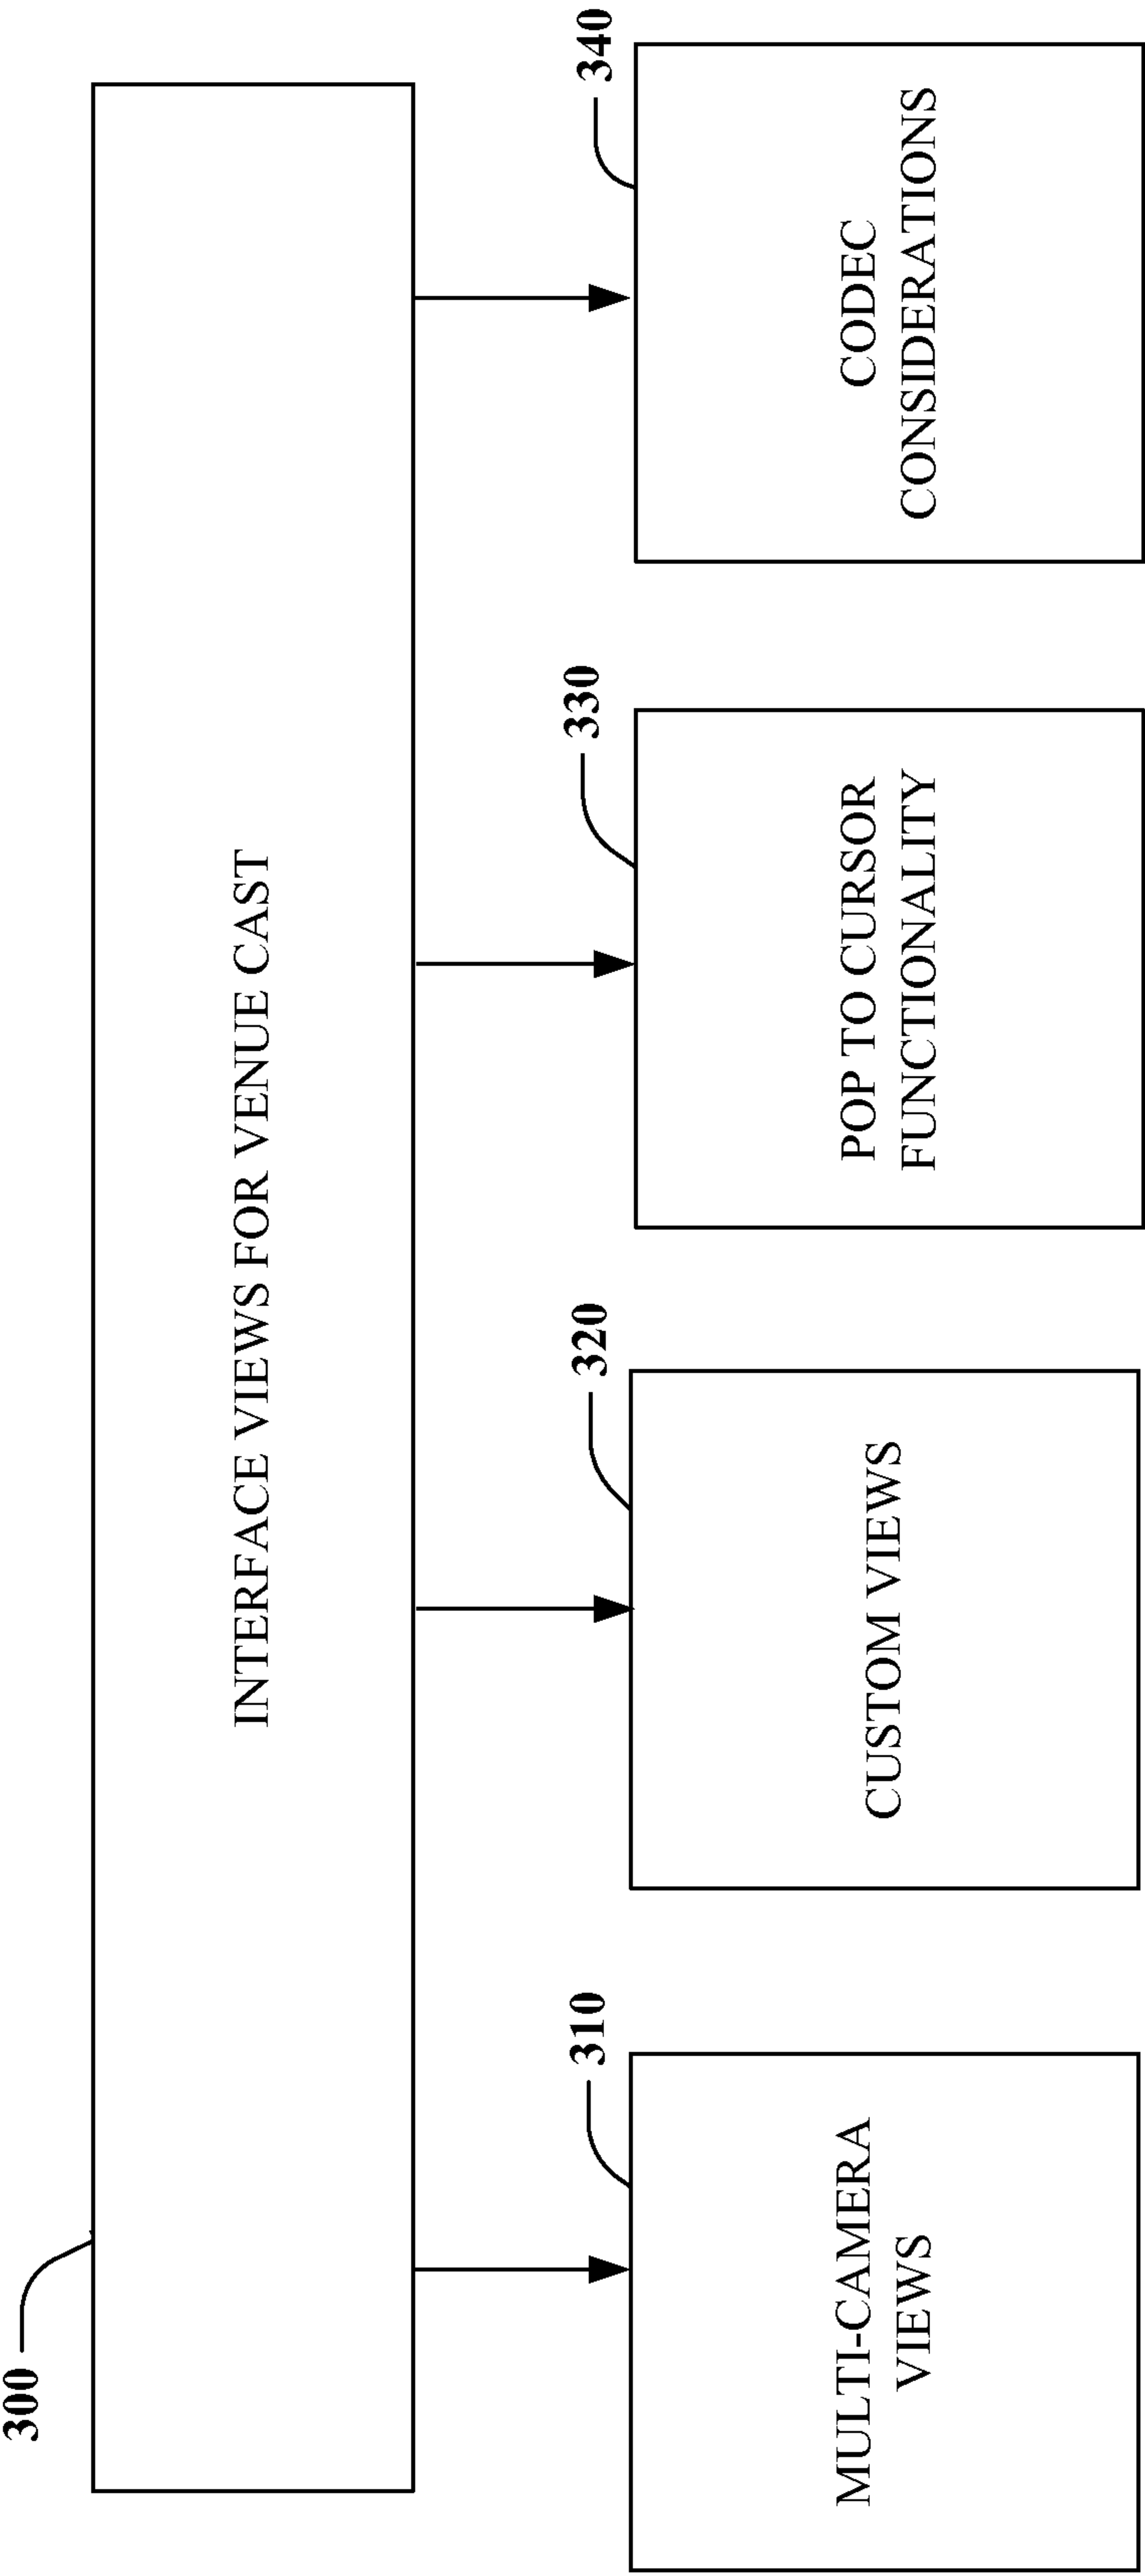 300
INTERFACE VIEWS FOR VENUE CAST
310
320
330
340
MULTI-CAMERA
VIEWS
CUSTOM VIEWS
POP TO CURSOR
FUNCTIONALITY
CODEC
CONSIDERATIONS